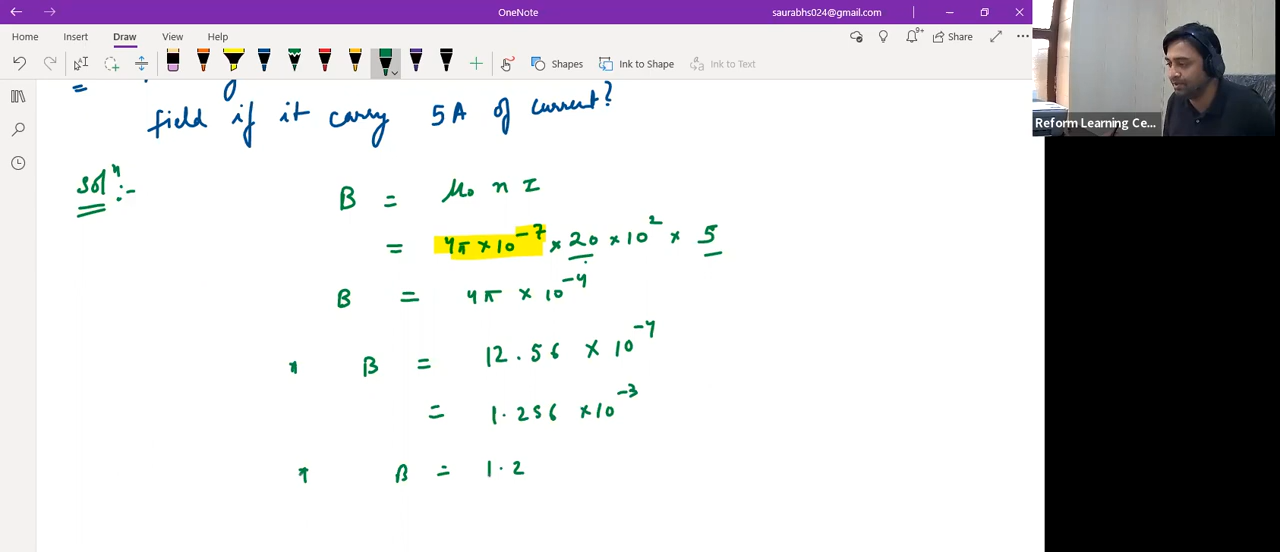 OneNote
saurabhs024@gmail.com
Home Insert Draw View Help
Share
Shapes
Ink to Shape
Ink to Text
field if it carry 5A of current?
Solⁿ :-
B = μ₀ n I
= 4π × 10⁻⁷ × 20 × 10² × 5
B = 4π × 10⁻⁴
* B = 12.56 × 10⁻⁴
= 1.256 × 10⁻³
* B = 1.2
Reform Learning Ce...